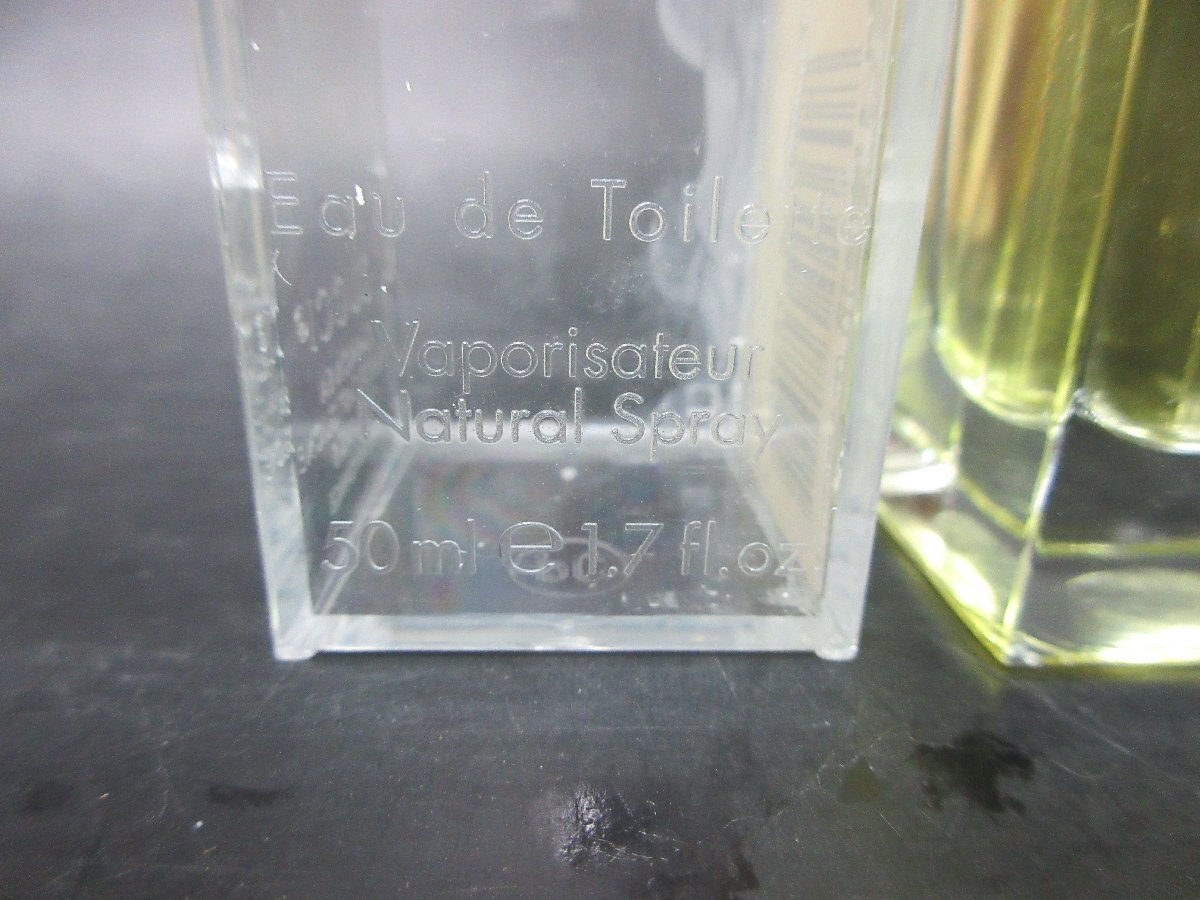 Eau de Toilette
Vaporisateur
Natural Spray
50 ml e 1,7 fl.oz.